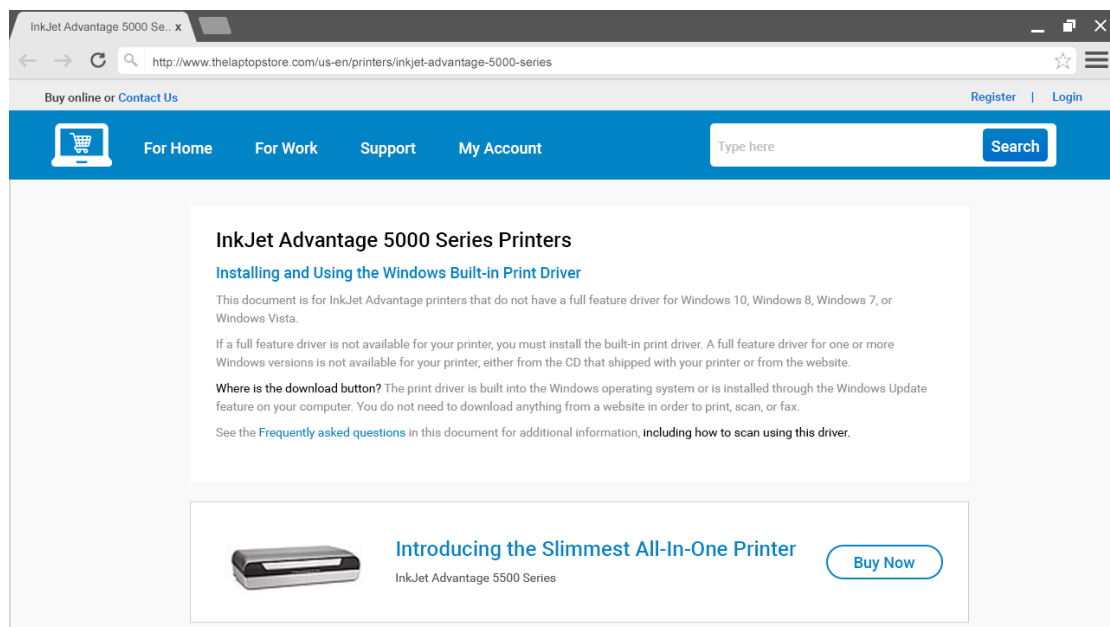 InkJet Advantage 5000 Se.. x
http://www.thelaptopstore.com/us-en/printers/inkjet-advantage-5000-series
Buy online or Contact Us
Register | Login
For Home For Work Support My Account
Type here
Search
InkJet Advantage 5000 Series Printers
Installing and Using the Windows Built-in Print Driver
This document is for InkJet Advantage printers that do not have a full feature driver for Windows 10, Windows 8, Windows 7, or
Windows Vista.
If a full feature driver is not available for your printer, you must install the built-in print driver. A full feature driver for one or more
Windows versions is not available for your printer, either from the CD that shipped with your printer or from the website.
Where is the download button? The print driver is built into the Windows operating system or is installed through the Windows Update
feature on your computer. You do not need to download anything from a website in order to print, scan, or fax.
See the Frequently asked questions in this document for additional information, including how to scan using this driver.
Introducing the Slimmest All-In-One Printer
InkJet Advantage 5500 Series
Buy Now